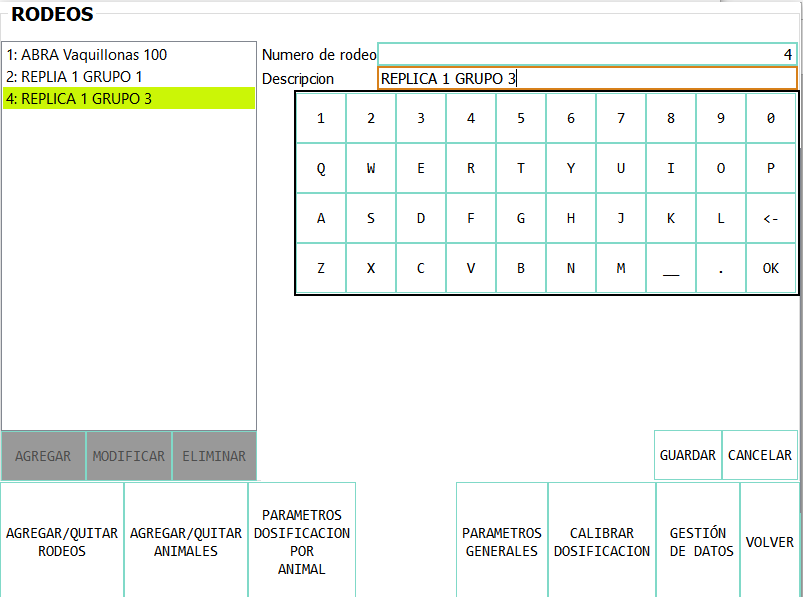 RODEOS
1: ABRA Vaquillonas 100
2: REPLIA 1 GRUPO 1
4: REPLICA 1 GRUPO 3
Numero de rodeo 4
Descripcion REPLICA 1 GRUPO 3
1 2 3 4 5 6 7 8 9 0
Q W E R T Y U I O P
A S D F G H J K L <-
Z X C V B N M __ . OK
AGREGAR MODIFICAR ELIMINAR
GUARDAR CANCELAR
AGREGAR/QUITAR
RODEOS
AGREGAR/QUITAR
ANIMALES
PARAMETROS
DOSIFICACION
POR
ANIMAL
PARAMETROS
GENERALES
CALIBRAR
DOSIFICACION
GESTIÓN
DE DATOS
VOLVER